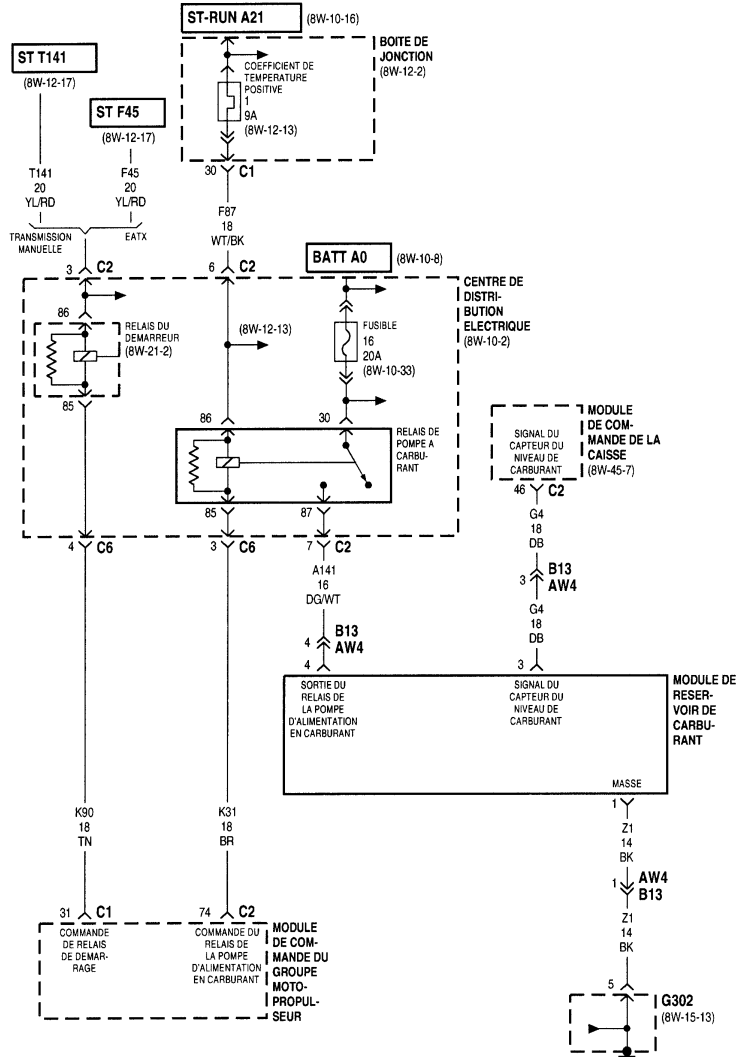 ST-RUN A21
(8W-10-16)
BOITE DE
JONCTION
(8W-12-2)
COEFFICIENT DE
TEMPERATURE
POSITIVE
1
9A
(8W-12-13)
30
C1
F87
18
WT/BK
6
C2
ST T141
(8W-12-17)
ST F45
(8W-12-17)
T141
20
YL/RD
F45
20
YL/RD
TRANSMISSION
MANUELLE
EATX
3
C2
86
RELAIS DU
DEMARREUR
(8W-21-2)
85
(8W-12-13)
BATT A0
(8W-10-8)
FUSIBLE
16
20A
(8W-10-33)
CENTRE DE
DISTRI-
BUTION
ELECTRIQUE
(8W-10-2)
86
30
RELAIS DE
POMPE A
CARBU-
RANT
85
87
4
C6
3
C6
7
C2
A141
16
DG/WT
4
B13
AW4
4
SIGNAL DU
CAPTEUR DU
NIVEAU DE
CARBURANT
MODULE
DE COM-
MANDE DE LA
CAISSE
(8W-45-7)
46
C2
G4
18
DB
3
B13
AW4
G4
18
DB
3
SORTIE DU
RELAIS DE
LA POMPE
D'ALIMENTATION
EN CARBURANT
SIGNAL DU
CAPTEUR DU
NIVEAU DE
CARBURANT
MASSE
MODULE DE
RESER-
VOIR DE
CARBU-
RANT
1
Z1
14
BK
1
AW4
B13
Z1
14
BK
5
G302
(8W-15-13)
K90
18
TN
K31
18
BR
31
C1
74
C2
COMMANDE
DE RELAIS
DE DEMAR-
RAGE
COMMANDE DU
RELAIS DE
LA POMPE
D'ALIMENTATION
EN CARBURANT
MODULE
DE COM-
MANDE DU
GROUPE
MOTO-
PROPUL-
SEUR